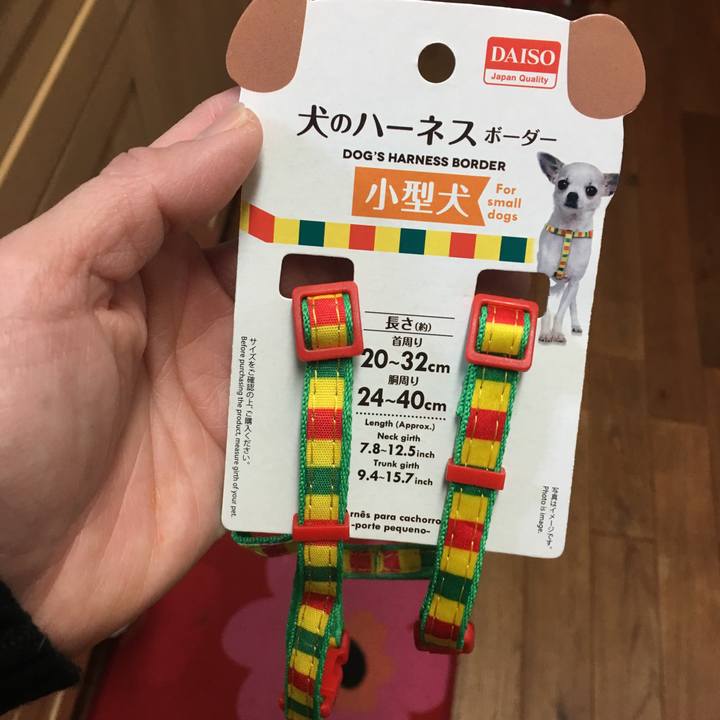 DAISO
Japan Quality
犬のハーネス ボーダー
DOG'S HARNESS BORDER
小型犬
For
small
dogs
長さ(約)
首周り
20~32cm
胴周り
24~40cm
Length (Approx.)
Neck girth
7.8~12.5inch
Trunk girth
9.4~15.7inch
rnês para cachorro
-porte pequeno-
サイズをご確認の上、ご購入ください。
Before purchasing the product, measure girth of your pet.
写真はイメージです。
Photo is image.